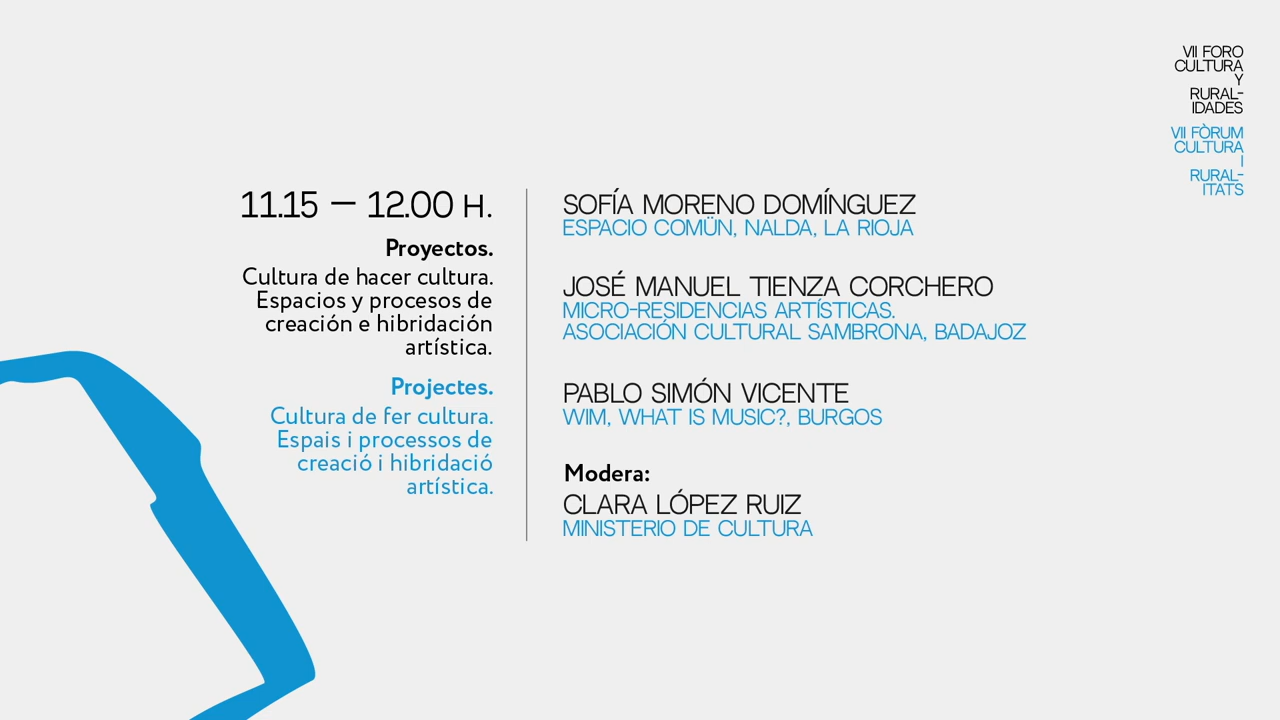 VII FORO
CULTURA
Y
RURAL-
IDADES
VII FÒRUM
CULTURA
I
RURAL-
ITATS
11.15 — 12.00 H.
Proyectos.
Cultura de hacer cultura.
Espacios y procesos de
creación e hibridación
artística.
Projectes.
Cultura de fer cultura.
Espais i processos de
creació i hibridació
artística.
SOFÍA MORENO DOMÍNGUEZ
ESPACIO COMÜN, NALDA, LA RIOJA
JOSÉ MANUEL TIENZA CORCHERO
MICRO-RESIDENCIAS ARTÍSTICAS.
ASOCIACIÓN CULTURAL SAMBRONA, BADAJOZ
PABLO SIMÓN VICENTE
WIM, WHAT IS MUSIC?, BURGOS
Modera:
CLARA LÓPEZ RUIZ
MINISTERIO DE CULTURA